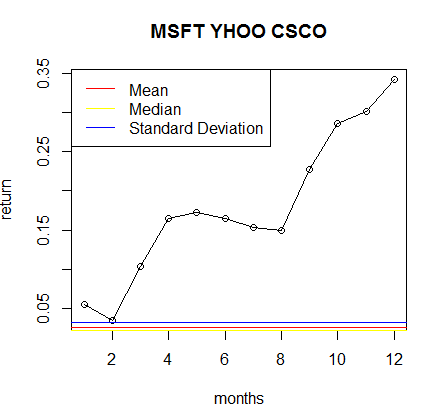 MSFT YHOO CSCO
Mean
Median
Standard Deviation
return
0.35
0.25
0.15
0.05
2 4 6 8 10 12
months